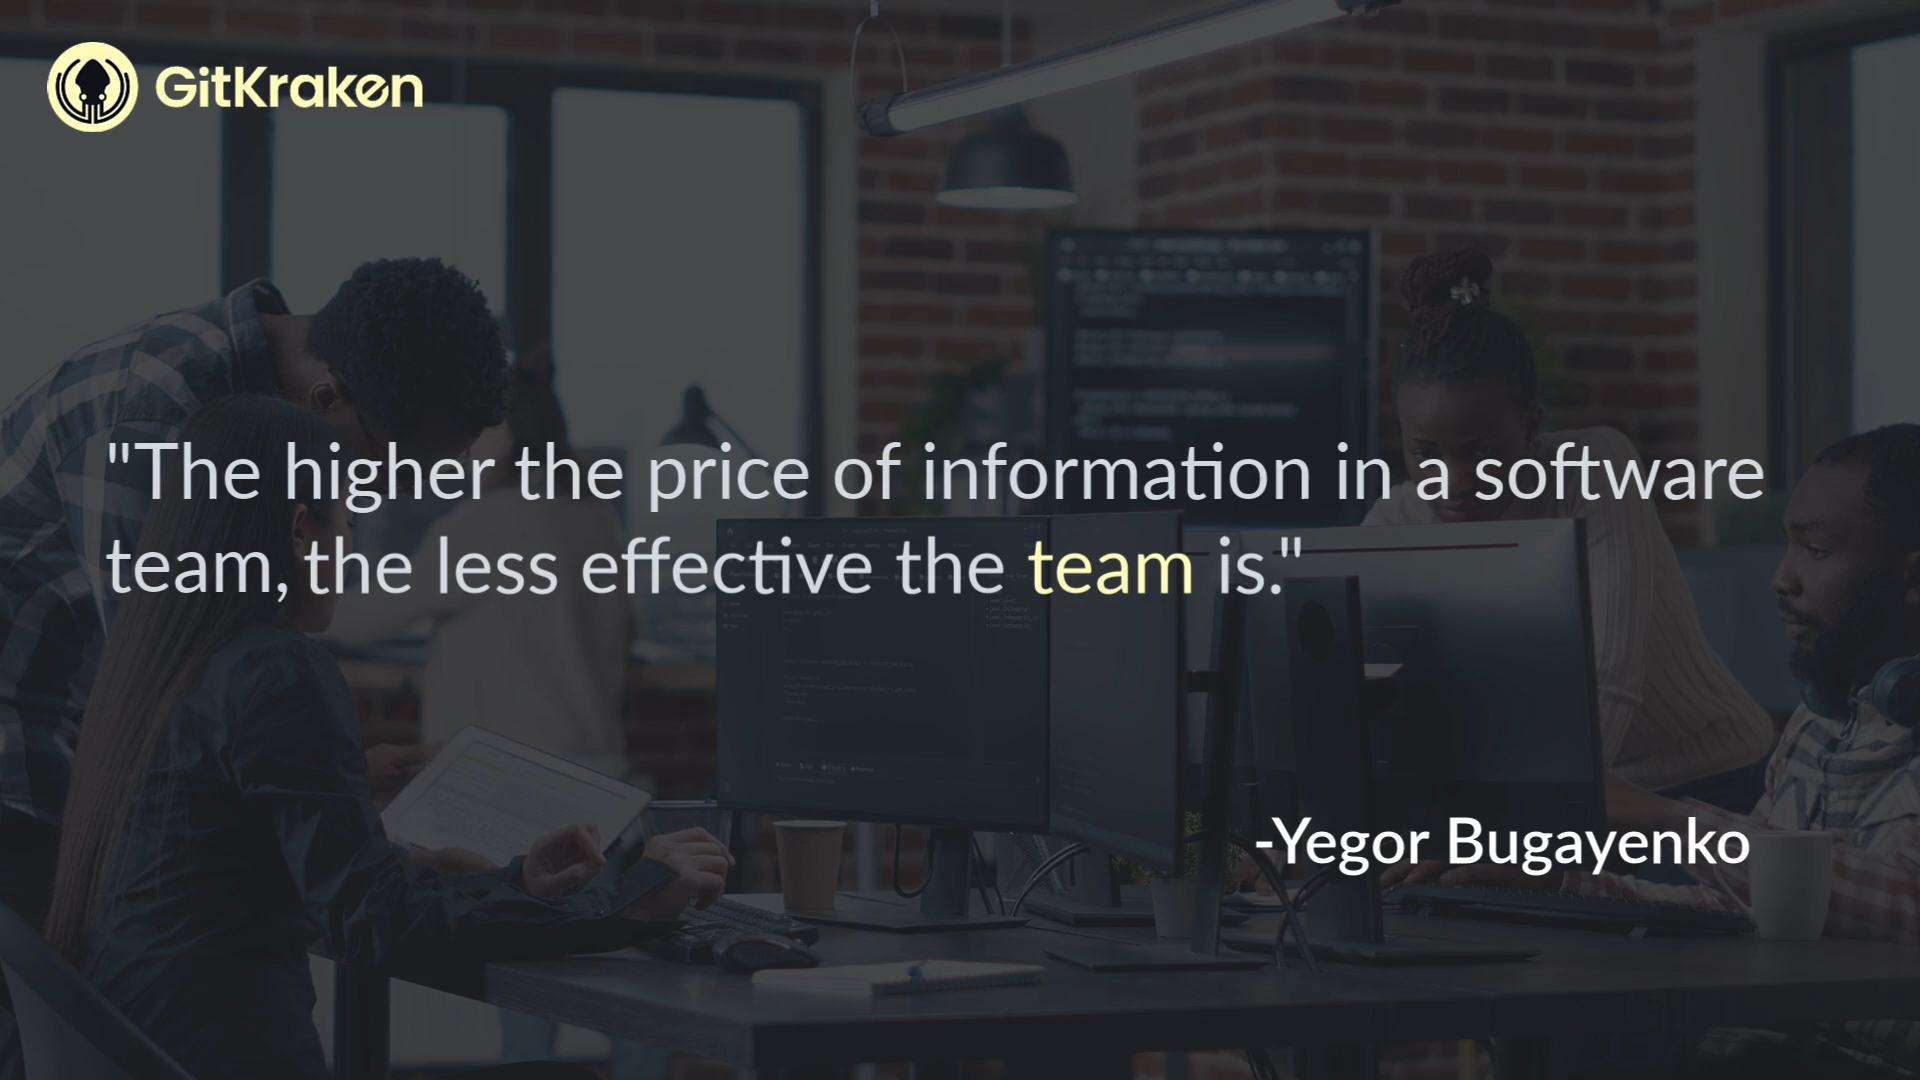 GitKraken
"The higher the price of information in a software
team, the less effective the team is."
-Yegor Bugayenko